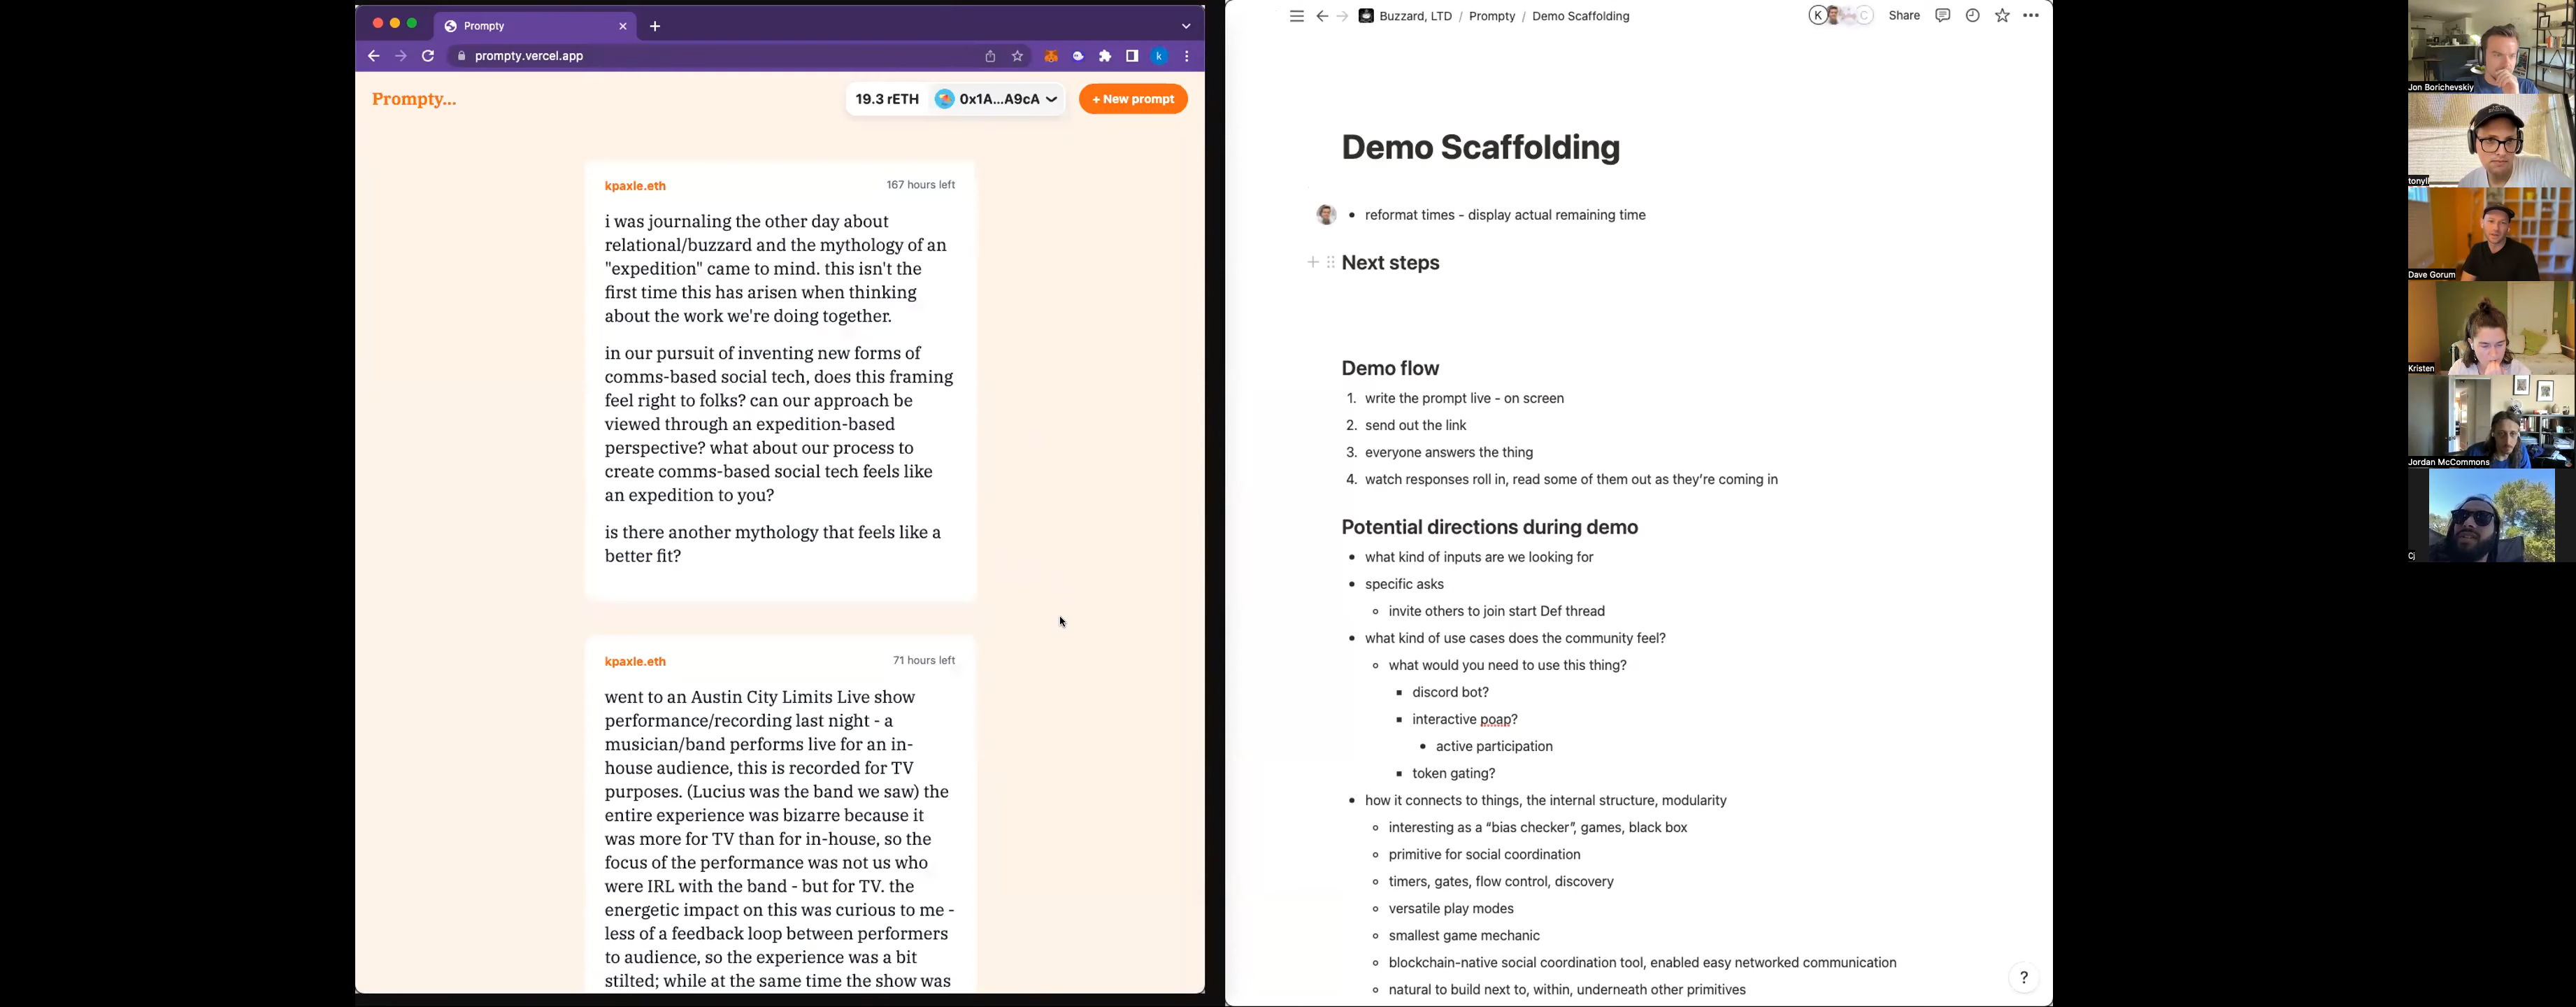 Prompty
prompty.vercel.app
k
Prompty...
19.3 rETH
0x1A...A9cA
+ New prompt
kpaxle.eth
167 hours left
i was journaling the other day about
relational/buzzard and the mythology of an
"expedition" came to mind. this isn't the
first time this has arisen when thinking
about the work we're doing together.
in our pursuit of inventing new forms of
comms-based social tech, does this framing
feel right to folks? can our approach be
viewed through an expedition-based
perspective? what about our process to
create comms-based social tech feels like
an expedition to you?
is there another mythology that feels like a
better fit?
kpaxle.eth
71 hours left
went to an Austin City Limits Live show
performance/recording last night - a
musician/band performs live for an in-
house audience, this is recorded for TV
purposes. (Lucius was the band we saw) the
entire experience was bizarre because it
was more for TV than for in-house, so the
focus of the performance was not us who
were IRL with the band - but for TV. the
energetic impact on this was curious to me -
less of a feedback loop between performers
to audience, so the experience was a bit
stilted; while at the same time the show was
Buzzard, LTD / Prompty / Demo Scaffolding
K
C
Share
Demo Scaffolding
• reformat times - display actual remaining time
Next steps
Demo flow
1. write the prompt live - on screen
2. send out the link
3. everyone answers the thing
4. watch responses roll in, read some of them out as they’re coming in
Potential directions during demo
• what kind of inputs are we looking for
• specific asks
◦ invite others to join start Def thread
• what kind of use cases does the community feel?
◦ what would you need to use this thing?
▪ discord bot?
▪ interactive poap?
• active participation
▪ token gating?
• how it connects to things, the internal structure, modularity
◦ interesting as a “bias checker”, games, black box
◦ primitive for social coordination
◦ timers, gates, flow control, discovery
◦ versatile play modes
◦ smallest game mechanic
◦ blockchain-native social coordination tool, enabled easy networked communication
◦ natural to build next to, within, underneath other primitives
?
Jon Borichevskiy
tonyll
Dave Gorum
Kristen
Jordan McCommons
Cj